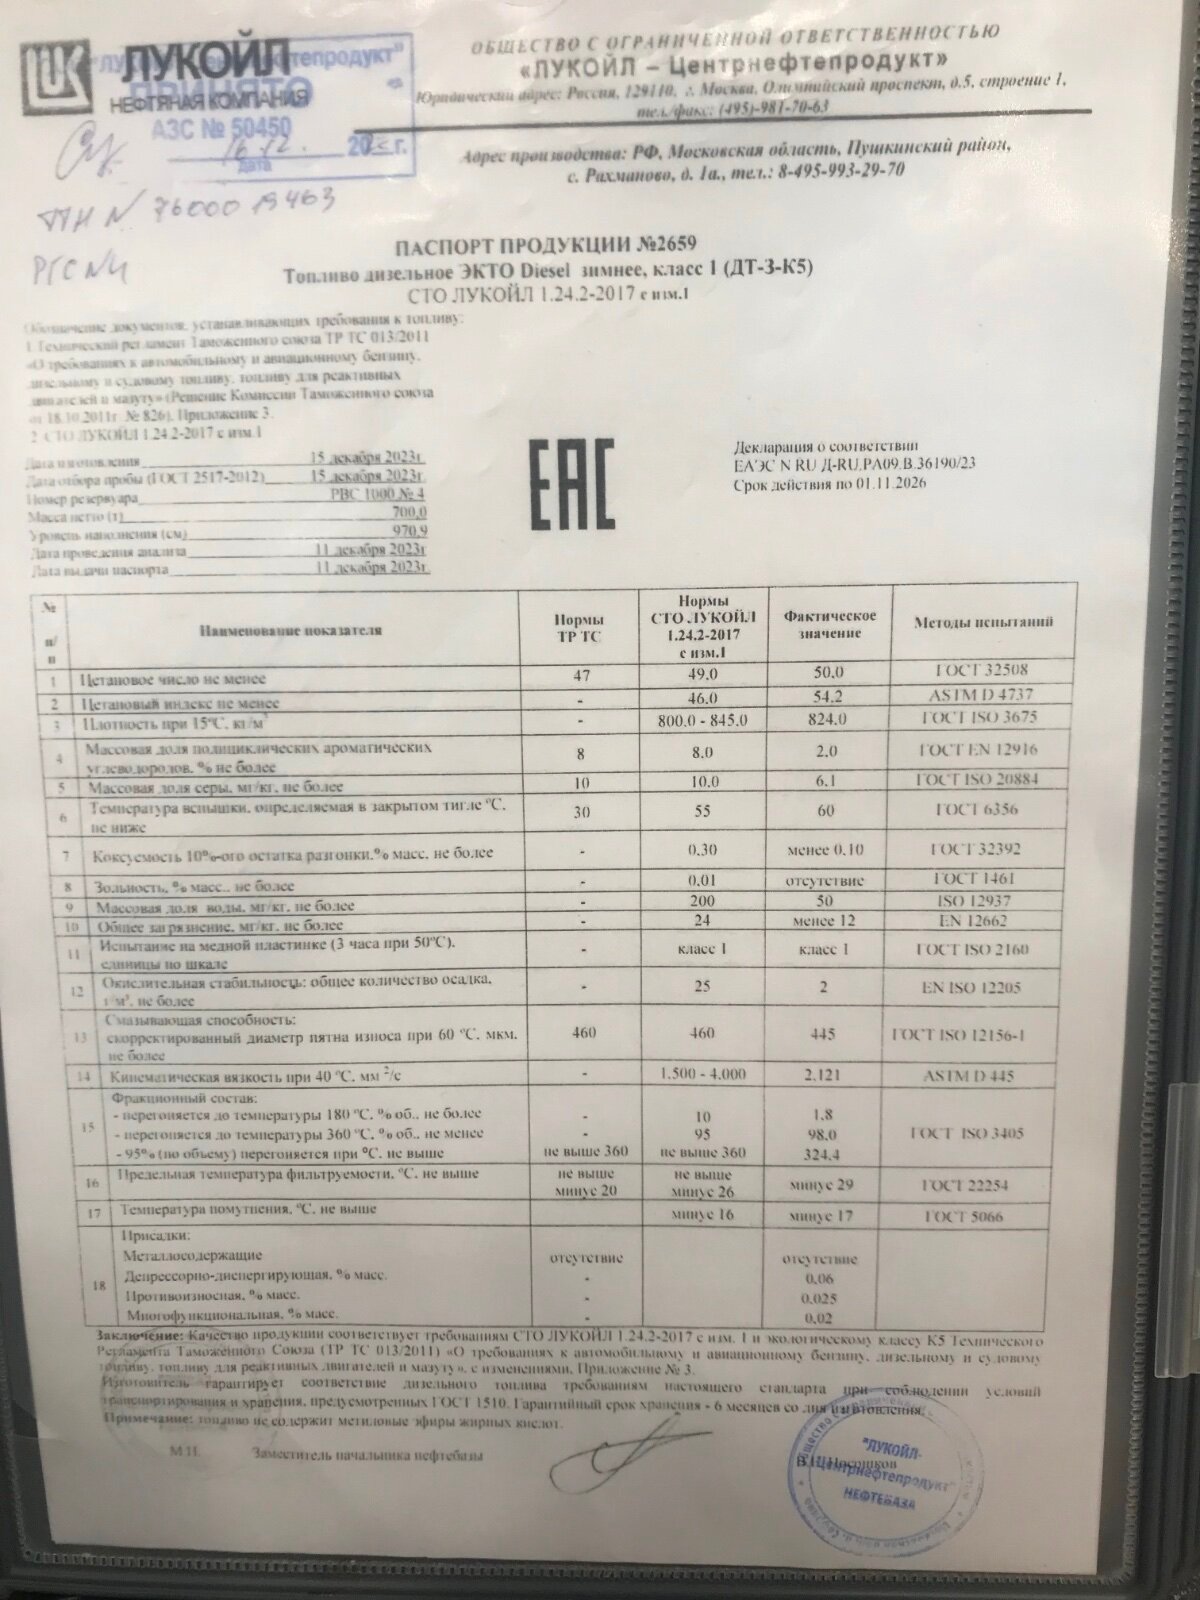 ЛУКОЙЛ
НЕФТЯНАЯ КОМПАНИЯ
АЗС № 50450
дата
ПН N 7600019463
РГС N4
ОБЩЕСТВО С ОГРАНИЧЕННОЙ ОТВЕТСТВЕННОСТЬЮ
«ЛУКОЙЛ – Центрнефтепродукт»
Юридический адрес: Россия, 129110, г. Москва, Олимпийский проспект, д.5, строение 1,
тел./факс: (495)-981-70-63
Адрес производства: РФ, Московская область, Пушкинский район,
с. Рахманово, д. 1а., тел.: 8-495-993-29-70
ПАСПОРТ ПРОДУКЦИИ №2659
Топливо дизельное ЭКТО Diesel зимнее, класс 1 (ДТ-З-К5)
СТО ЛУКОЙЛ 1.24.2-2017 с изм.1
Обозначение документов, устанавливающих требования к топливу:
1. Технический регламент Таможенного союза ТР ТС 013/2011
«О требованиях к автомобильному и авиационному бензину,
дизельному и судовому топливу, топливу для реактивных
двигателей и мазуту» (Решение Комиссии Таможенного союза
от 18.10.2011г № 826). Приложение 3.
2. СТО ЛУКОЙЛ 1.24.2-2017 с изм.1
Дата изготовления 15 декабря 2023г
Дата отбора пробы (ГОСТ 2517-2012) 15 декабря 2023г
Номер резервуара РВС 1000 № 4
Масса нетто (т) 700,0
Уровень наполнения (см) 970,9
Дата проведения анализа 11 декабря 2023г
Дата выдачи паспорта 11 декабря 2023г
EAC
Декларация о соответствии
ЕАЭС N RU Д-RU.РА09.В.36190/23
Срок действия по 01.11.2026
№ п/п Наименование показателя Нормы ТР ТС Нормы СТО ЛУКОЙЛ 1.24.2-2017 с изм.1 Фактическое значение Методы испытаний
1 Цетановое число не менее 47 49,0 50,0 ГОСТ 32508
2 Цетановый индекс не менее - 46.0 54,2 ASTM D 4737
3 Плотность при 15ºС, кг/м3 - 800.0 - 845.0 824.0 ГОСТ ISO 3675
4 Массовая доля полициклических ароматических
углеводородов, % не более 8 8,0 2.0 ГОСТ EN 12916
5 Массовая доля серы, мг/кг, не более 10 10,0 6,1 ГОСТ ISO 20884
6 Температура вспышки, определяемая в закрытом тигле ºС,
не ниже 30 55 60 ГОСТ 6356
7 Коксуемость 10%-ого остатка разгонки,% масс. не более - 0,30 менее 0,10 ГОСТ 32392
8 Зольность, % масс., не более - 0,01 отсутствие ГОСТ 1461
9 Массовая доля воды, мг/кг, не более - 200 50 ISO 12937
10 Общее загрязнение, мг/кг, не более - 24 менее 12 EN 12662
11 Испытание на медной пластинке (3 часа при 50ºС),
единицы по шкале - класс 1 класс 1 ГОСТ ISO 2160
12 Окислительная стабильность: общее количество осадка,
г/м³, не более - 25 2 EN ISO 12205
13 Смазывающая способность:
скорректированный диаметр пятна износа при 60 ºС, мкм,
не более 460 460 445 ГОСТ ISO 12156-1
14 Кинематическая вязкость при 40 ºС, мм 2/с - 1.500 - 4.000 2,121 ASTM D 445
15 Фракционный состав:
- перегоняется до температуры 180 ºС, % об., не более - 10 1,8
- перегоняется до температуры 360 ºС, % об., не менее - 95 98,0 ГОСТ ISO 3405
- 95% (по объему) перегоняется при ºС, не выше не выше 360 не выше 360 324,4
16 Предельная температура фильтруемости, ºС, не выше не выше минус 20 не выше минус 26 минус 29 ГОСТ 22254
17 Температура помутнения, ºС, не выше минус 16 минус 17 ГОСТ 5066
18 Присадки:
Металлосодержащие отсутствие отсутствие
Депрессорно-диспергирующая, % масс. - 0,06
Противоизносная, % масс. - 0,025
Многофункциональная, % масс. - 0,02
Заключение: Качество продукции соответствует требованиям СТО ЛУКОЙЛ 1.24.2-2017 с изм. 1 и экологическому классу К5 Технического
Регламента Таможенного Союза (ТР ТС 013/2011) «О требованиях к автомобильному и авиационному бензину, дизельному и судовому
топливу, топливу для реактивных двигателей и мазуту», с изменениями, Приложение № 3.
Изготовитель гарантирует соответствие дизельного топлива требованиям настоящего стандарта при соблюдении условий
транспортирования и хранения, предусмотренных ГОСТ 1510. Гарантийный срок хранения - 6 месяцев со дня изготовления.
Примечание: топливо не содержит метиловые эфиры жирных кислот.
М.П. Заместитель начальника нефтебазы
"ЛУКОЙЛ-
Центрнефтепродукт"
НЕФТЕБАЗА